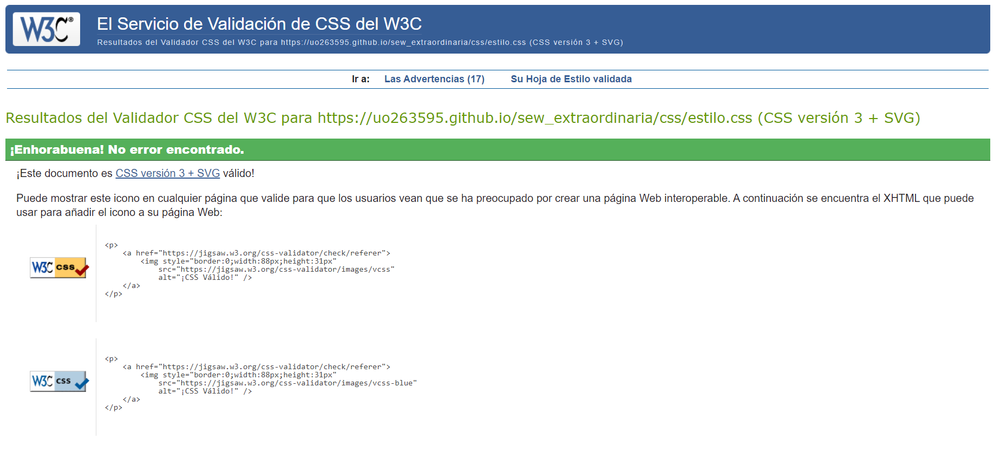 W3C®
El Servicio de Validación de CSS del W3C
Resultados del Validador CSS del W3C para https://uo263595.github.io/sew_extraordinaria/css/estilo.css (CSS versión 3 + SVG)
Ir a: Las Advertencias (17) Su Hoja de Estilo validada
Resultados del Validador CSS del W3C para https://uo263595.github.io/sew_extraordinaria/css/estilo.css (CSS versión 3 + SVG)
¡Enhorabuena! No error encontrado.
¡Este documento es CSS versión 3 + SVG válido!
Puede mostrar este icono en cualquier página que valide para que los usuarios vean que se ha preocupado por crear una página Web interoperable. A continuación se encuentra el XHTML que puede
usar para añadir el icono a su página Web:
W3C css
<p>
<a href="https://jigsaw.w3.org/css-validator/check/referer">
<img style="border:0;width:88px;height:31px"
src="https://jigsaw.w3.org/css-validator/images/vcss"
alt="¡CSS Válido!" />
</a>
</p>
W3C css
<p>
<a href="https://jigsaw.w3.org/css-validator/check/referer">
<img style="border:0;width:88px;height:31px"
src="https://jigsaw.w3.org/css-validator/images/vcss-blue"
alt="¡CSS Válido!" />
</a>
</p>